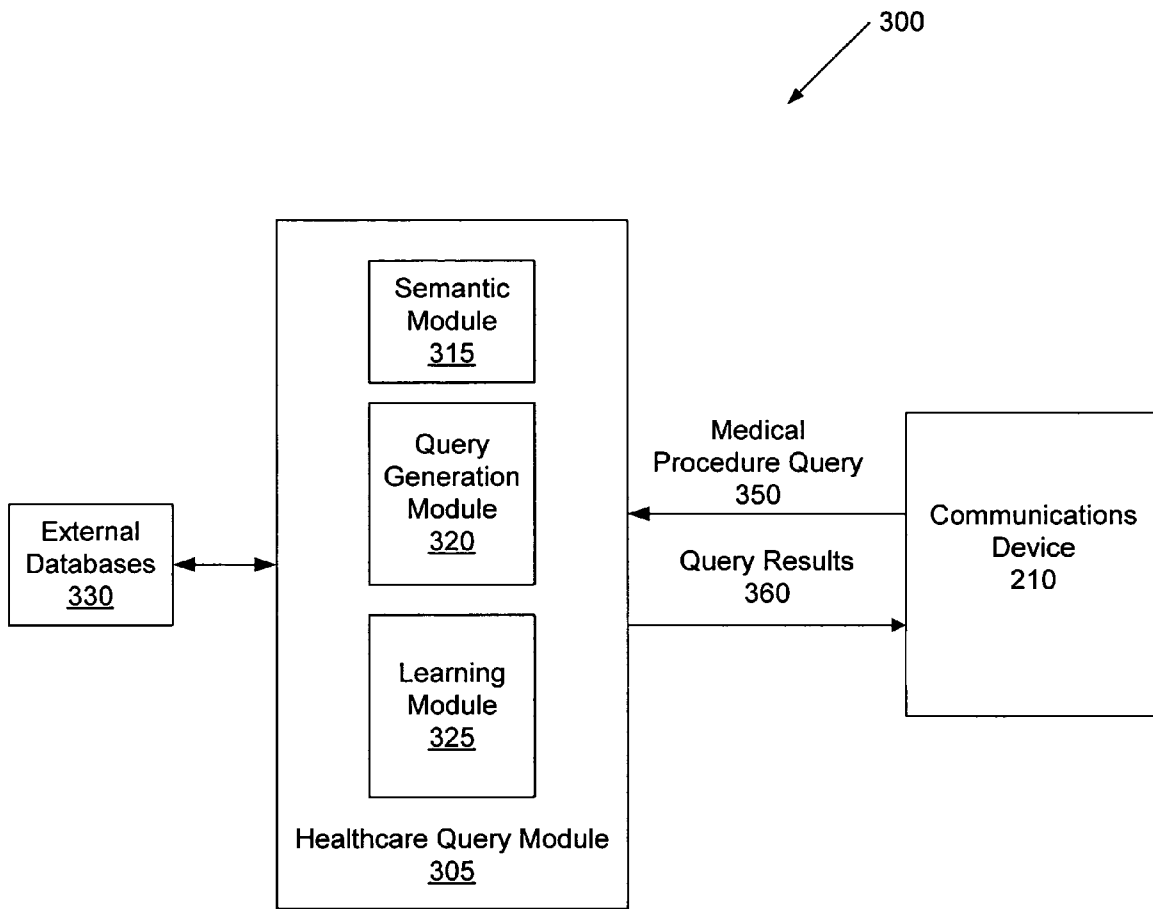 300
Semantic
Module
315
Query
Generation
Module
320
Learning
Module
325
Healthcare Query Module
305
External
Databases
330
Medical
Procedure Query
350
Query Results
360
Communications
Device
210